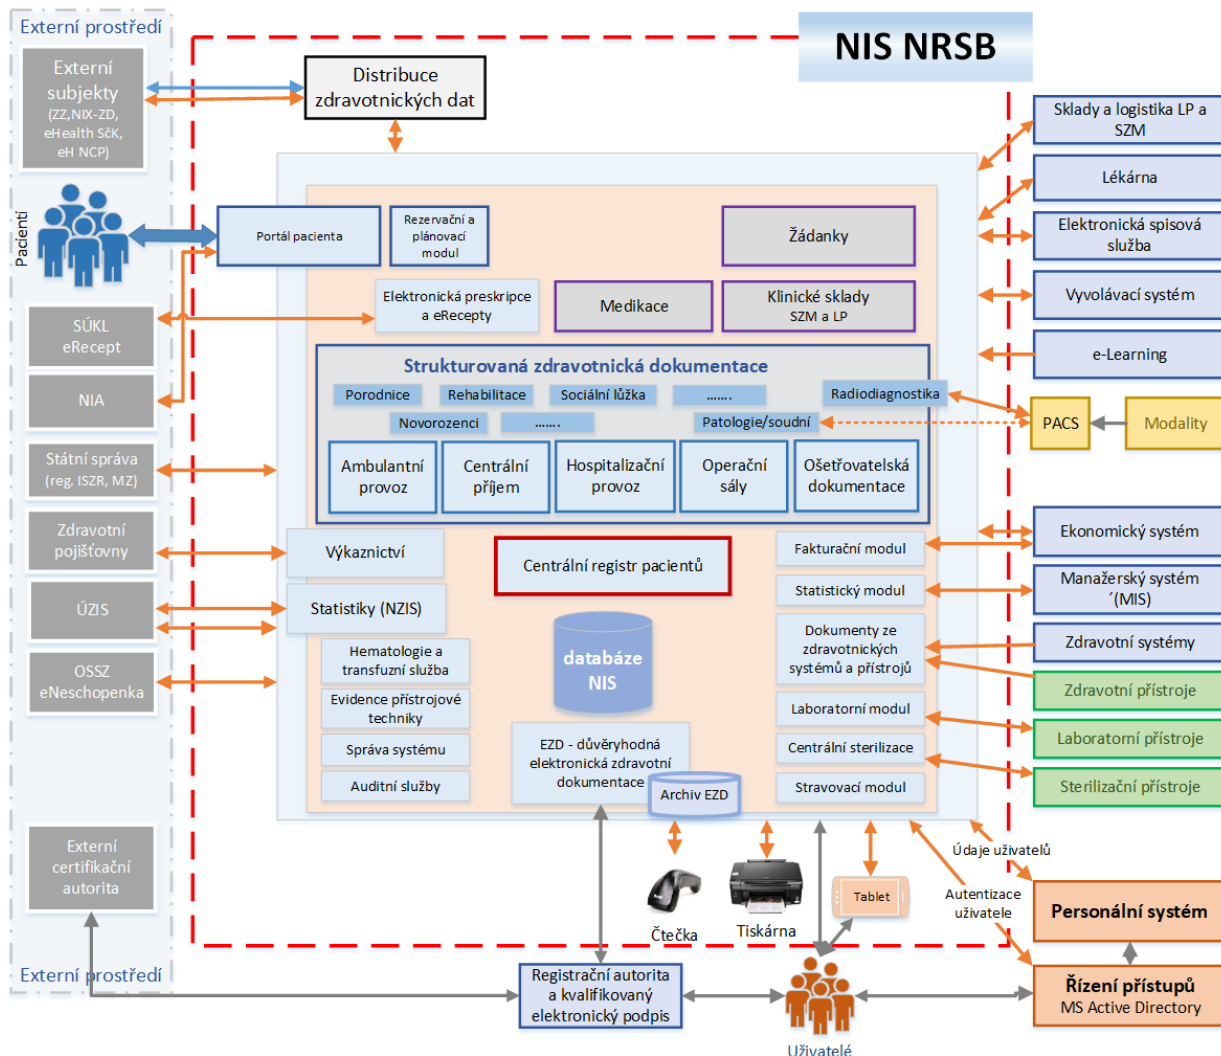 Externí prostředí
NIS NRSB
Externí
subjekty
(ZZ,NIX-ZD,
eHealth SčK,
eH NCP)
Distribuce
zdravotnických dat
Sklady a logistika LP a
SZM
Lékárna
Elektronická spisová
služba
Vyvolávací systém
e-Learning
Pacienti
Portál pacienta
Rezervační a
plánovací
modul
Žádanky
Elektronická preskripce
a eRecepty
Medikace
Klinické sklady
SZM a LP
SÚKL
eRecept
NIA
Strukturovaná zdravotnická dokumentace
Porodnice
Rehabilitace
Sociální lůžka
.......
Radiodiagnostika
Novorozenci
.......
Patologie/soudní
PACS
Modality
Ambulantní
provoz
Centrální
příjem
Hospitalizační
provoz
Operační
sály
Ošetřovatelská
dokumentace
Státní správa
(reg. ISZR, MZ)
Zdravotní
pojišťovny
ÚZIS
OSSZ
eNeschopenka
Výkaznictví
Statistiky (NZIS)
Centrální registr pacientů
Fakturační modul
Statistický modul
Dokumenty ze
zdravotnických
systémů a přístrojů
Laboratorní modul
Centrální sterilizace
Stravovací modul
Ekonomický systém
Manažerský systém
´(MIS)
Zdravotní systémy
Zdravotní přístroje
Laboratorní přístroje
Sterilizační přístroje
Hematologie a
transfuzní služba
Evidence přístrojové
techniky
Správa systému
Auditní služby
databáze
NIS
EZD - důvěryhodná
elektronická zdravotní
dokumentace
Archiv EZD
Externí
certifikační
autorita
Čtečka
Tiskárna
Tablet
Údaje uživatelů
Autentizace
uživatele
Personální systém
Řízení přístupů
MS Active Directory
Externí prostředí
Registrační autorita
a kvalifikovaný
elektronický podpis
Uživatelé